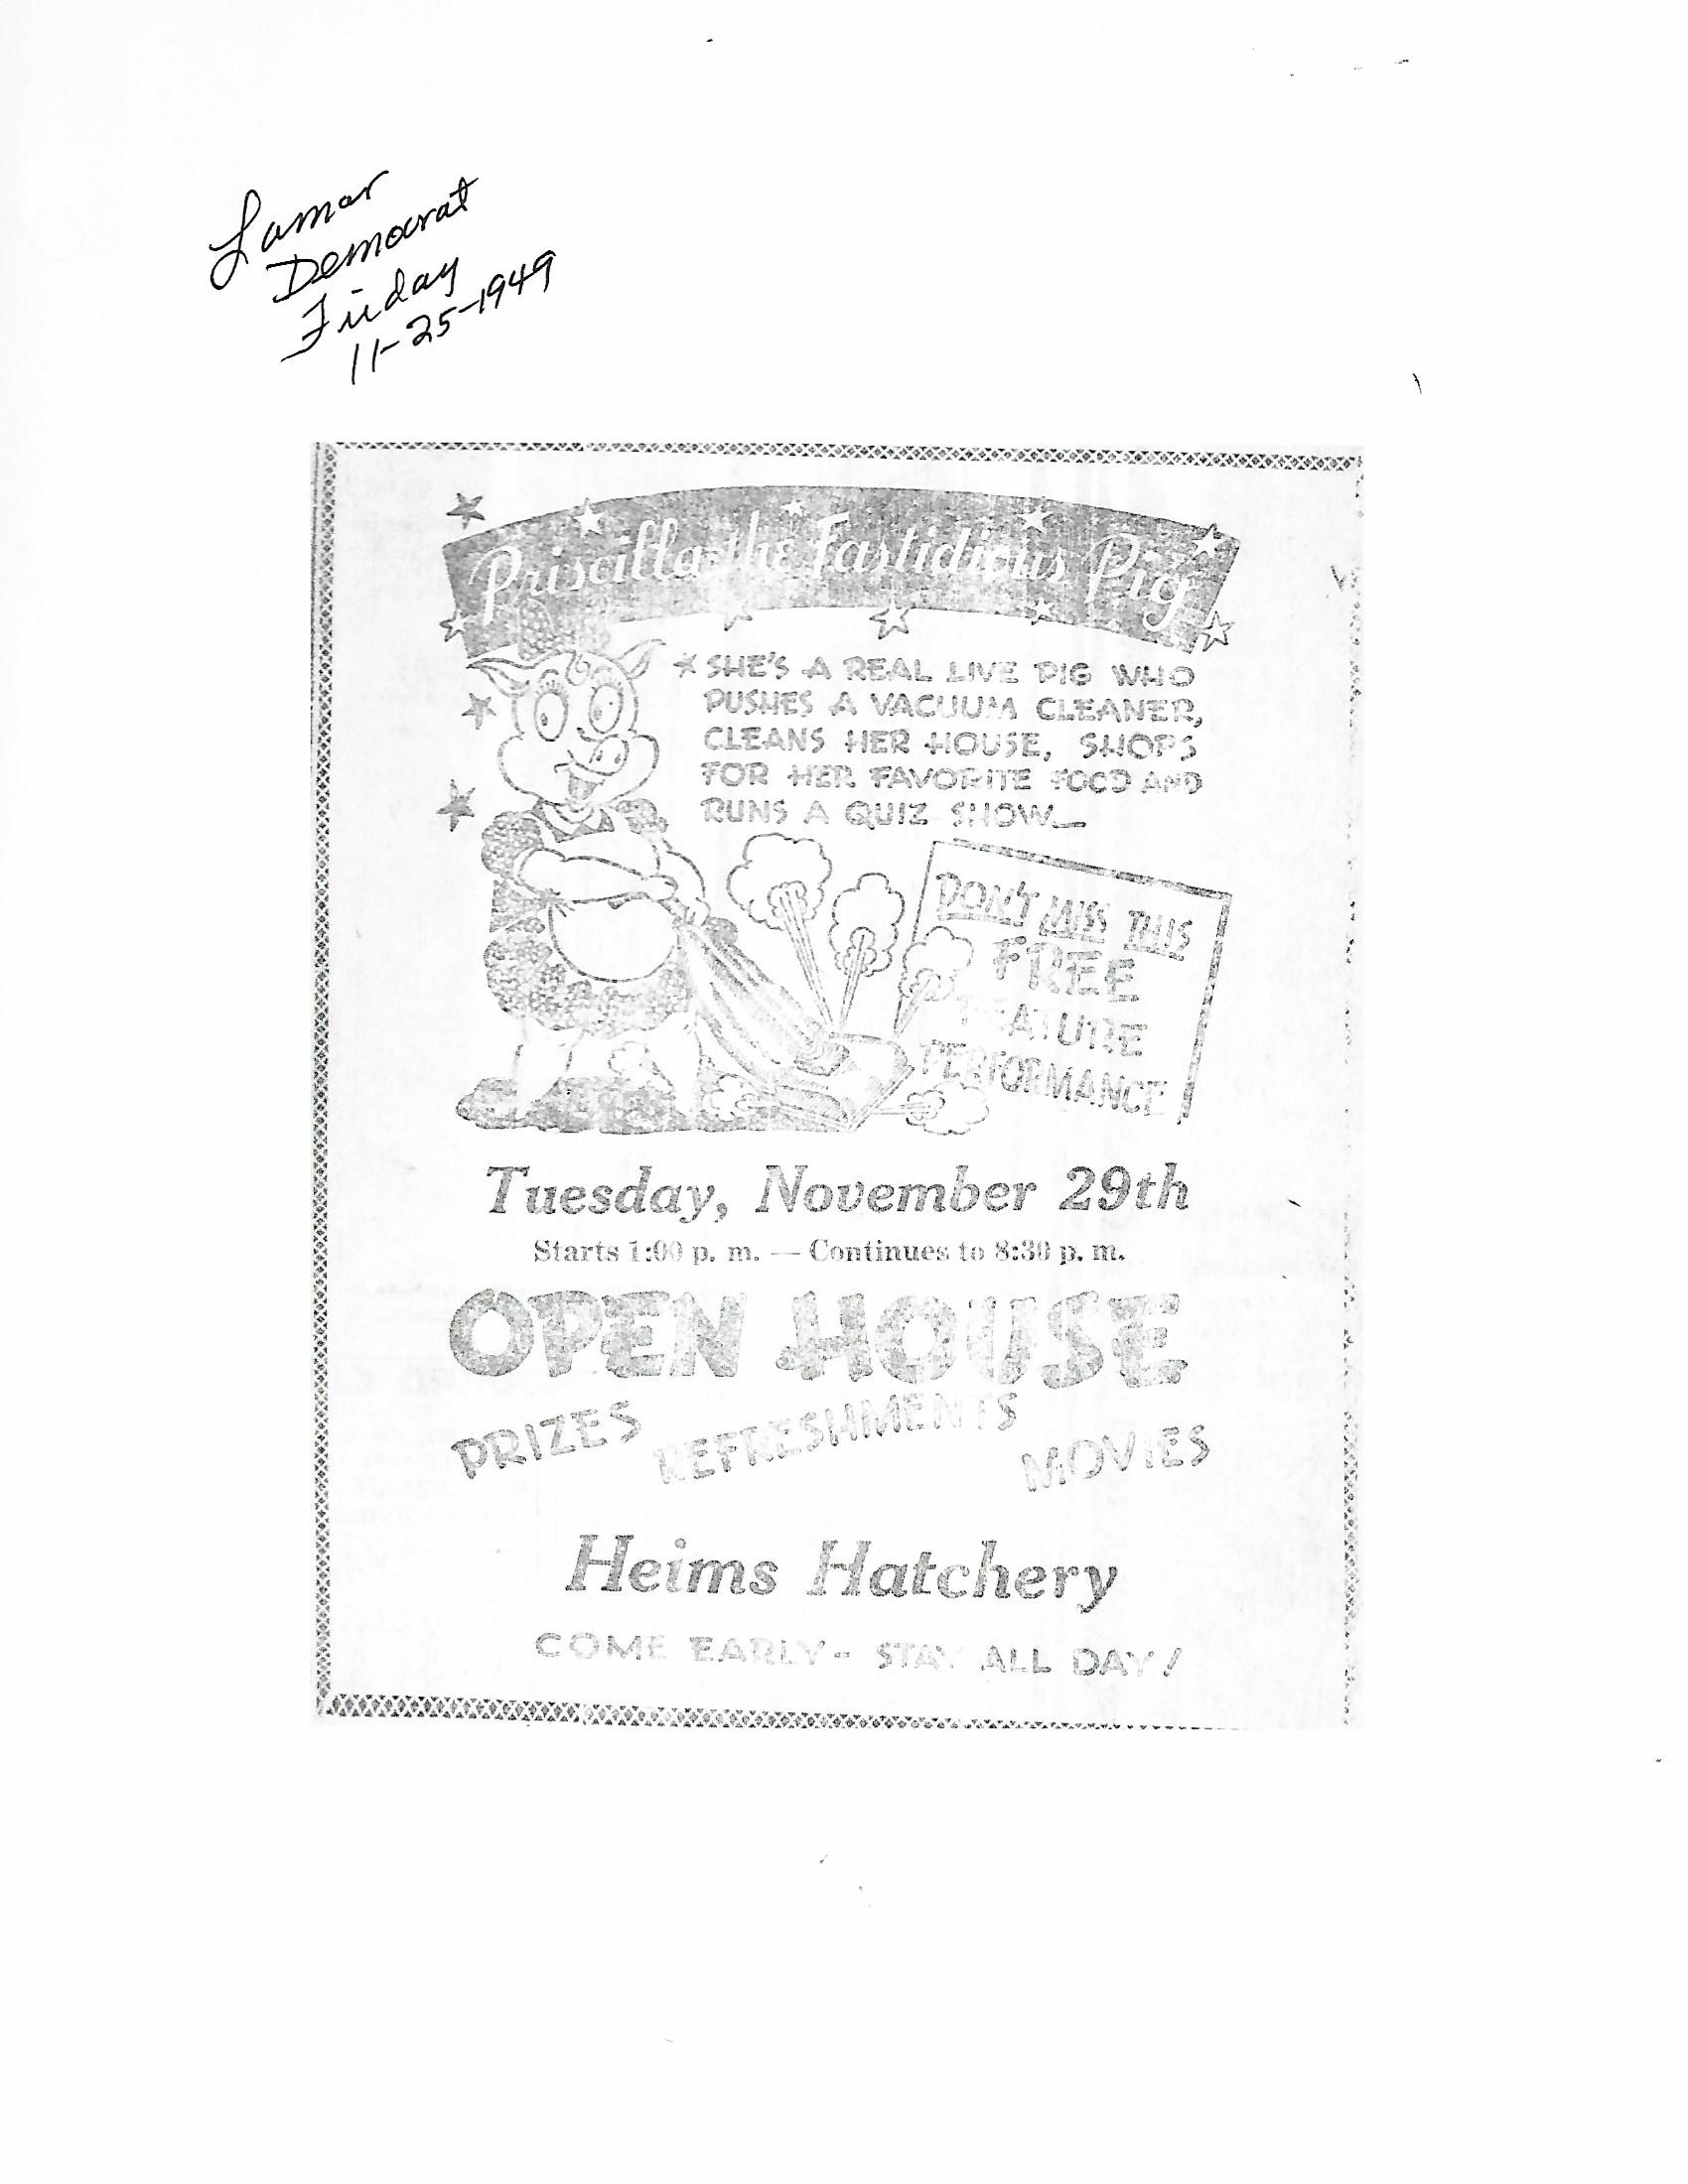 Lamar
Democrat
Friday
11-25-1949
Priscilla the Fastidious Pig
SHE'S A REAL LIVE PIG WHO
PUSHES A VACUUM CLEANER,
CLEANS HER HOUSE, SHOPS
FOR HER FAVORITE FOOD AND
RUNS A QUIZ SHOW_
DON'T MISS THIS
FREE
FEATURE
PERFORMANCE
Tuesday, November 29th
Starts 1:00 p. m. — Continues to 8:30 p. m.
OPEN HOUSE
PRIZES REFRESHMENTS MOVIES
Heims Hatchery
COME EARLY -- STAY ALL DAY!